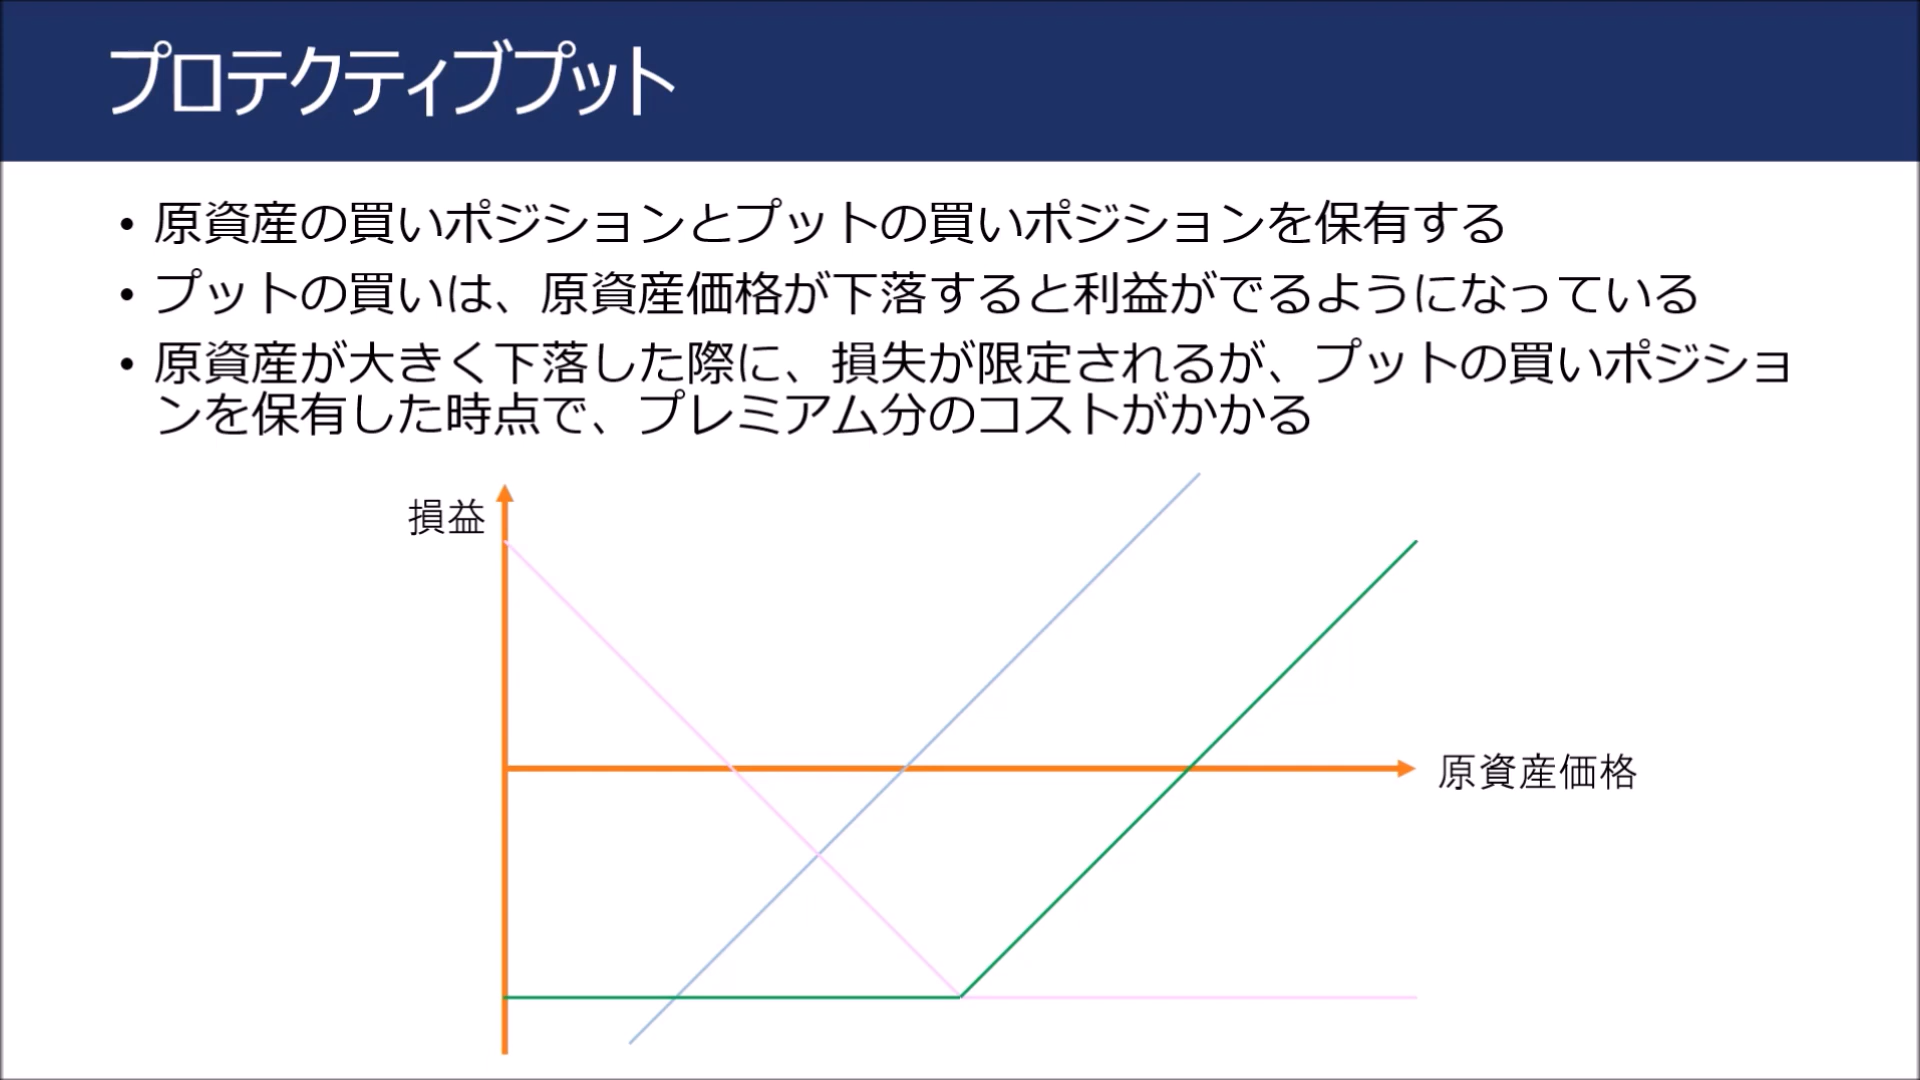 プロテクティブプット
• 原資産の買いポジションとプットの買いポジションを保有する
• プットの買いは、原資産価格が下落すると利益がでるようになっている
• 原資産が大きく下落した際に、損失が限定されるが、プットの買いポジショ
ンを保有した時点で、プレミアム分のコストがかかる
損益
原資産価格